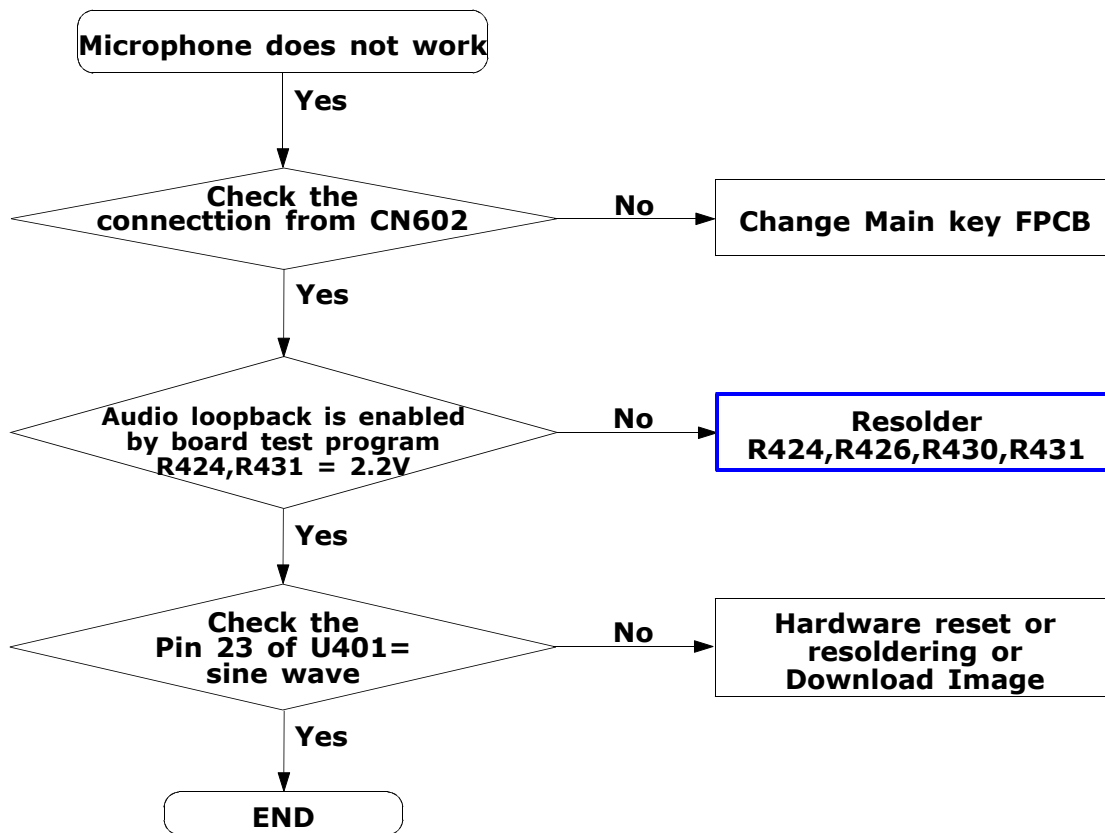 Microphone does not work
Yes
Check the
connecttion from CN602
No
Change Main key FPCB
Yes
Audio loopback is enabled
by board test program
R424,R431 = 2.2V
No
Resolder
R424,R426,R430,R431
Yes
Check the
Pin 23 of U401=
sine wave
No
Hardware reset or
resoldering or
Download Image
Yes
END